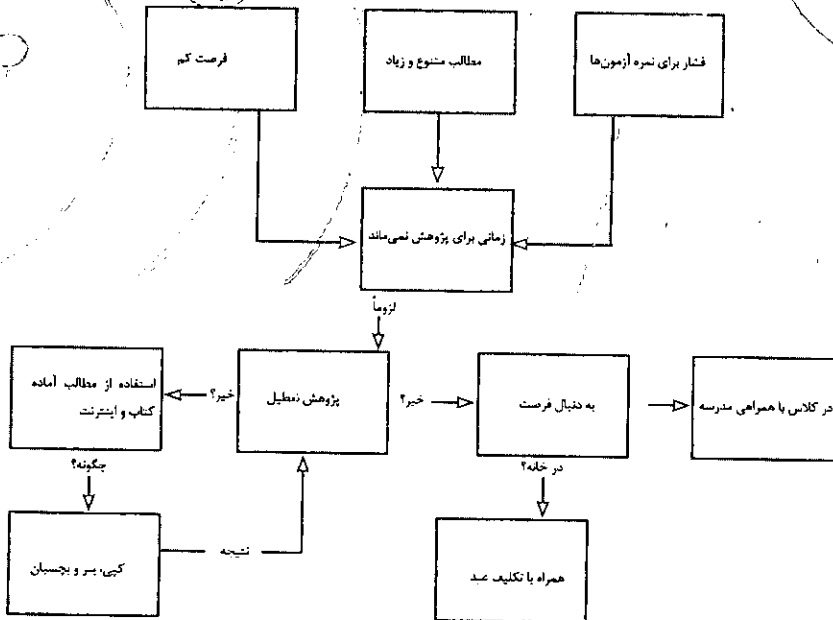 فشار برای نمره آزمون‌ها
مطالب متنوع و زیاد
فرصت کم
زمانی برای پژوهش نمی‌ماند
لزوماً
در کلاس با همراهی مدرسه
به دنبال فرصت
خیر؟
پژوهش تعطیل
خیر؟
استفاده از مطالب آماده
کتاب و اینترنت
در خانه؟
چگونه؟
همراه با تکلیف عید
نتیجه
کپی، ببر و بچسبان